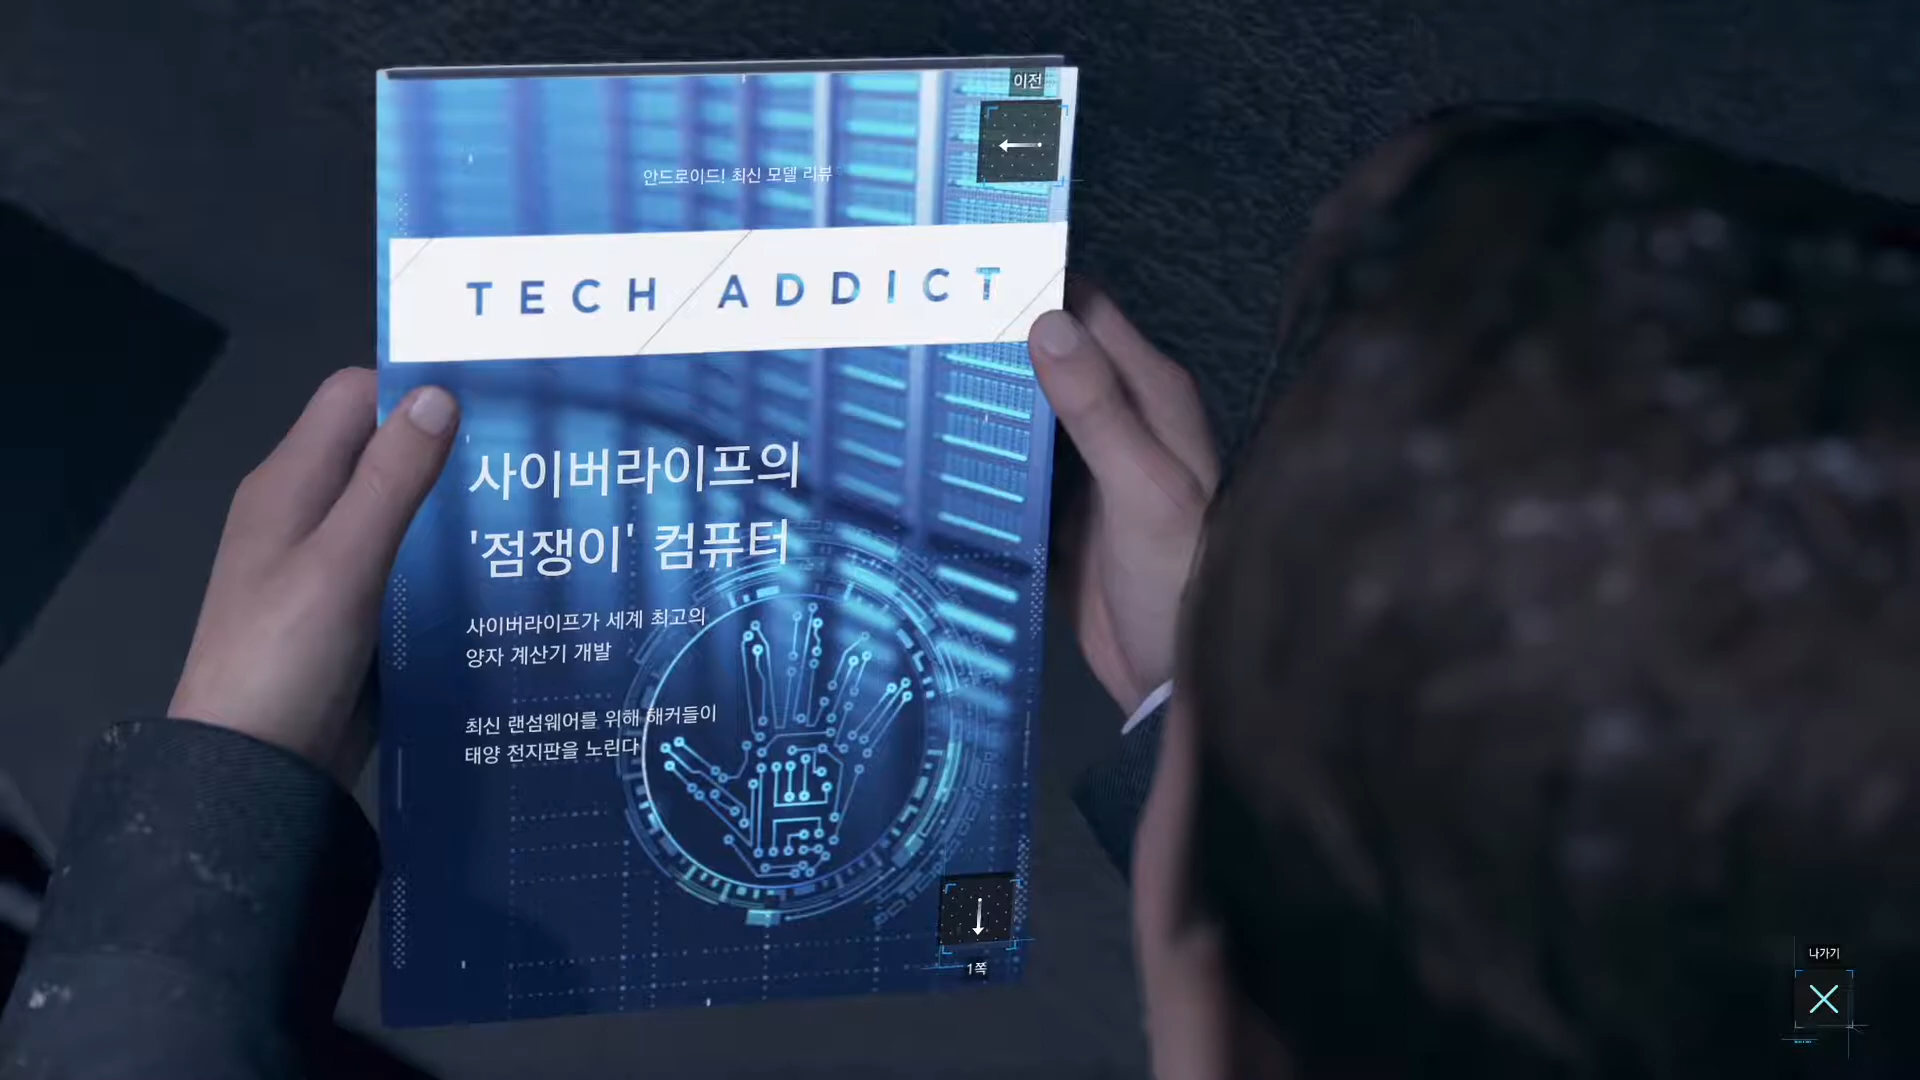 이전
안드로이드! 최신 모델 리뷰
TECH ADDICT
사이버라이프의
'점쟁이' 컴퓨터
사이버라이프가 세계 최고의
양자 계산기 개발
최신 랜섬웨어를 위해 해커들이
태양 전지판을 노린다
1쪽
나가기